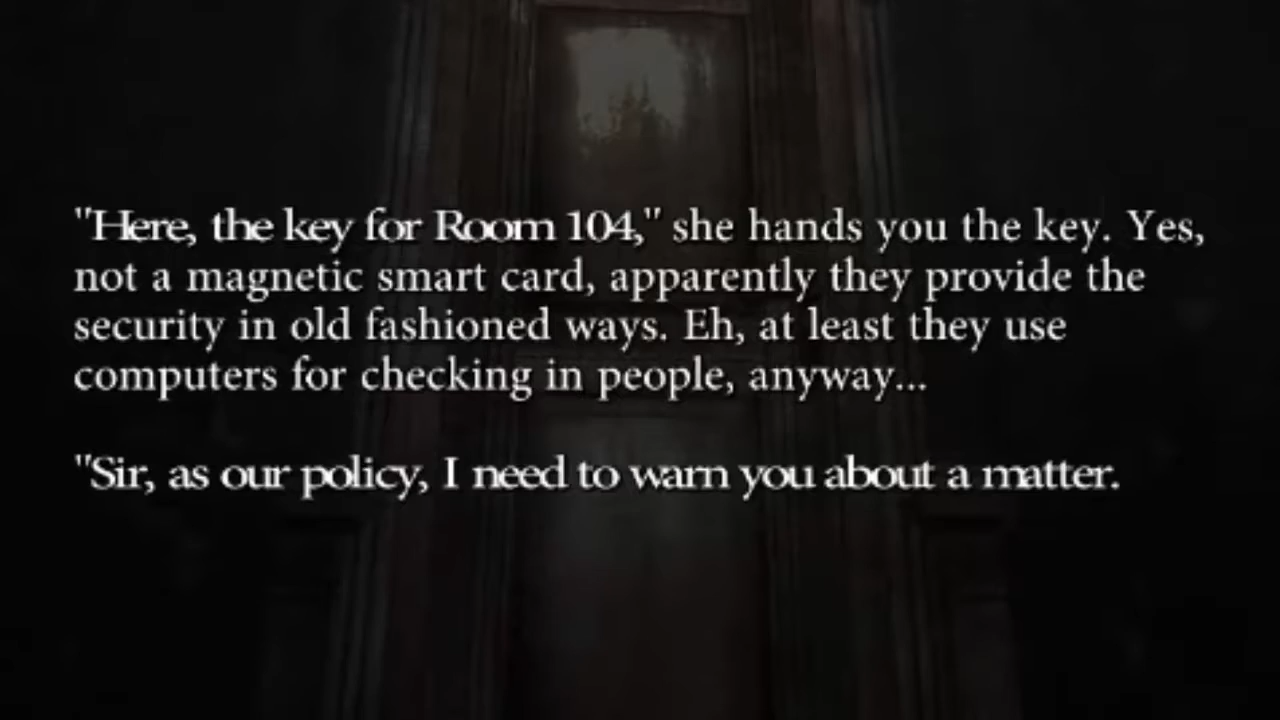 "Here, the key for Room 104," she hands you the key. Yes,
not a magnetic smart card, apparently they provide the
security in old fashioned ways. Eh, at least they use
computers for checking in people, anyway...
"Sir, as our policy, I need to warn you about a matter.